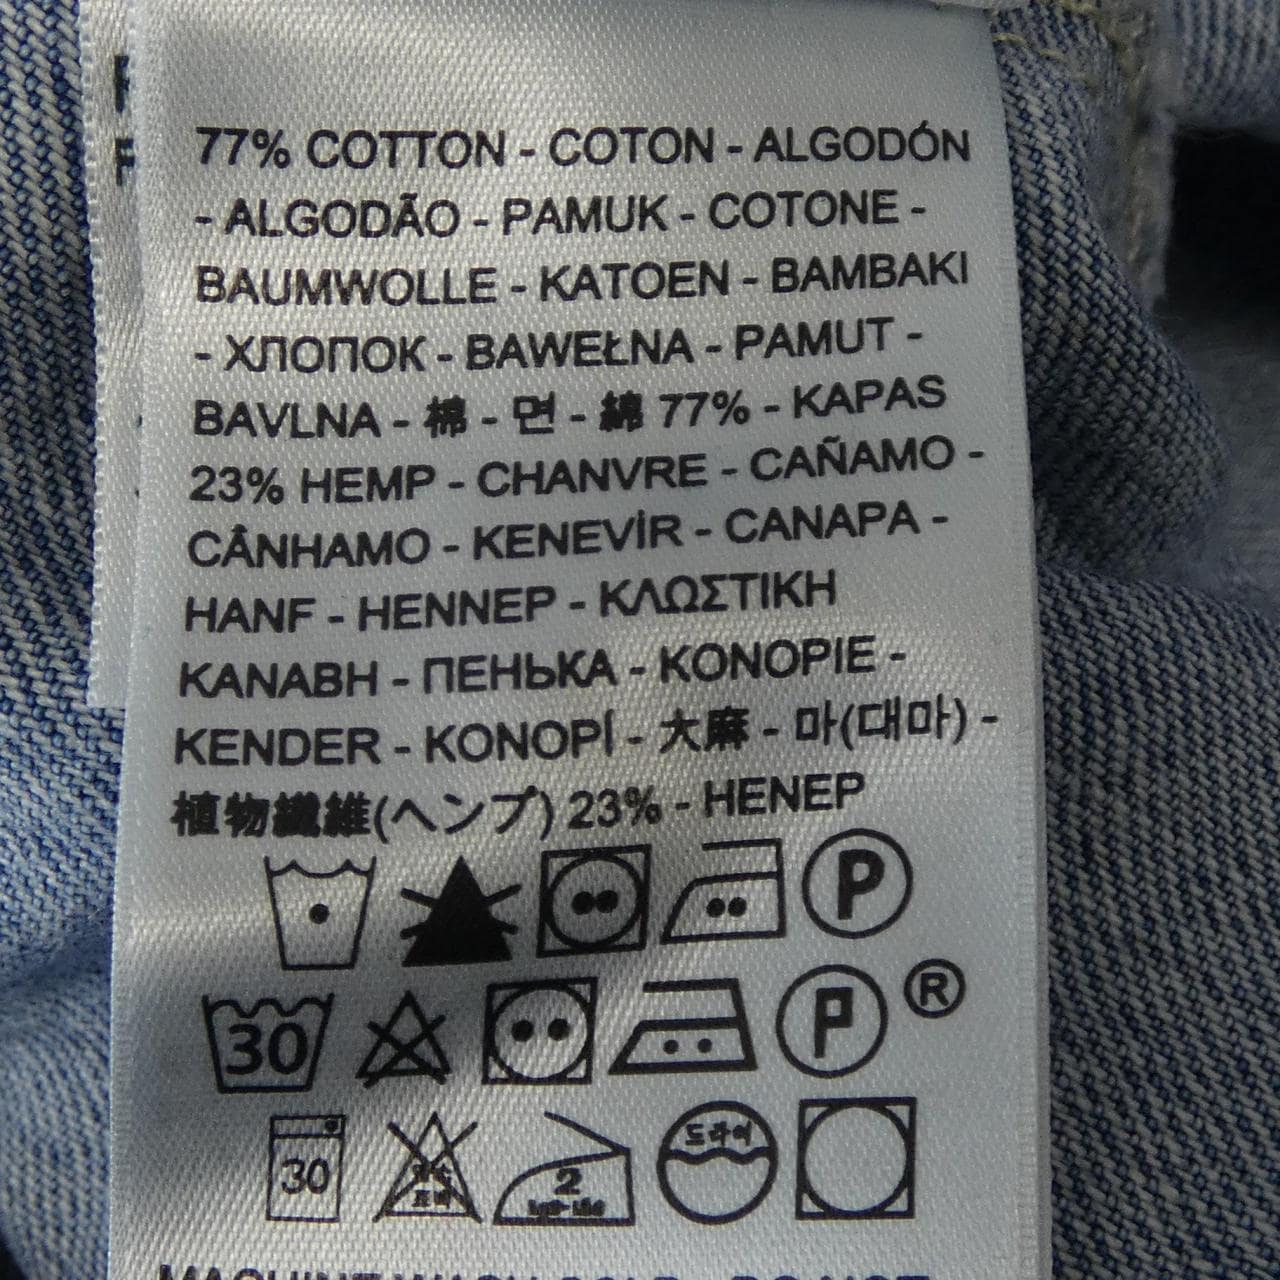 77% COTTON - COTON - ALGODÓN
- ALGODÃO - PAMUK - COTONE -
BAUMWOLLE - KATOEN - BAMBAKI
- ХЛОПОК - BAWEŁNA - PAMUT -
BAVLNA - 棉 - 면 - 綿 77% - KAPAS
23% HEMP - CHANVRE - CAÑAMO -
CÂNHAMO - KENEVİR - CANAPA -
HANF - HENNEP - ΚΛΩΣΤΙΚΗ
ΚΑΝΑΒΗ - ПЕНЬКА - KONOPIE -
KENDER - KONOPÍ - 大麻 - 마(대마) -
植物繊維(ヘンプ) 23% - HENEP
P
30 P ®
30 2 드라이